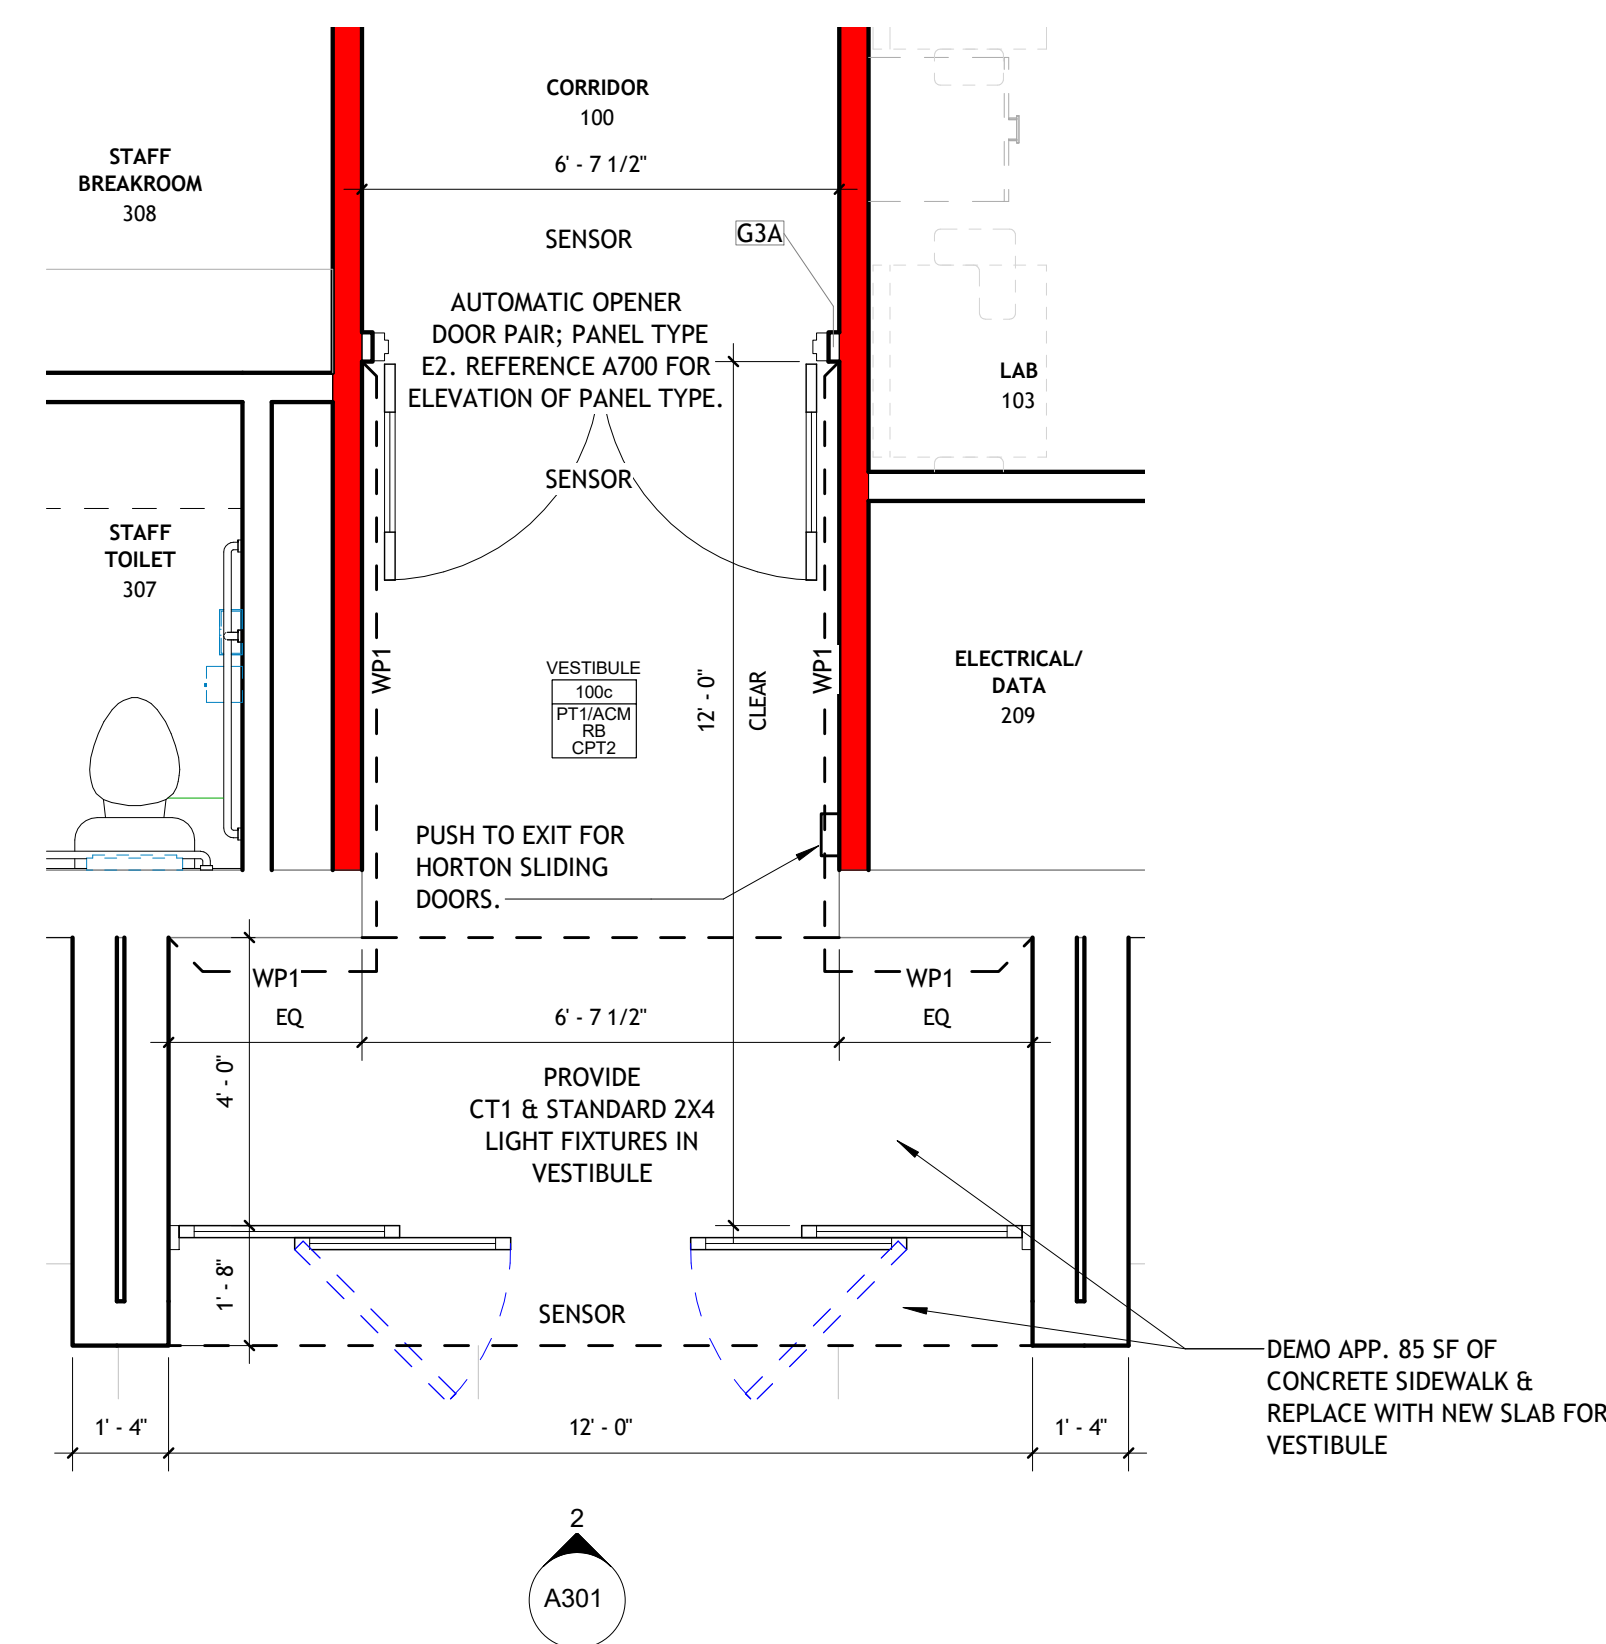 CORRIDOR
100
6' - 7 1/2"
STAFF
BREAKROOM
308
SENSOR
G3A
AUTOMATIC OPENER
DOOR PAIR; PANEL TYPE
E2. REFERENCE A700 FOR
ELEVATION OF PANEL TYPE.
LAB
103
SENSOR
STAFF
TOILET
307
WP1
VESTIBULE
100c
PT1/ACM
RB
CPT2
12' - 0"
CLEAR
WP1
ELECTRICAL/
DATA
209
PUSH TO EXIT FOR
HORTON SLIDING
DOORS.
WP1
WP1
EQ
6' - 7 1/2"
EQ
4' - 0"
PROVIDE
CT1 & STANDARD 2X4
LIGHT FIXTURES IN
VESTIBULE
1' - 8"
SENSOR
DEMO APP. 85 SF OF
CONCRETE SIDEWALK &
REPLACE WITH NEW SLAB FOR
VESTIBULE
1' - 4"
12' - 0"
1' - 4"
2
A301